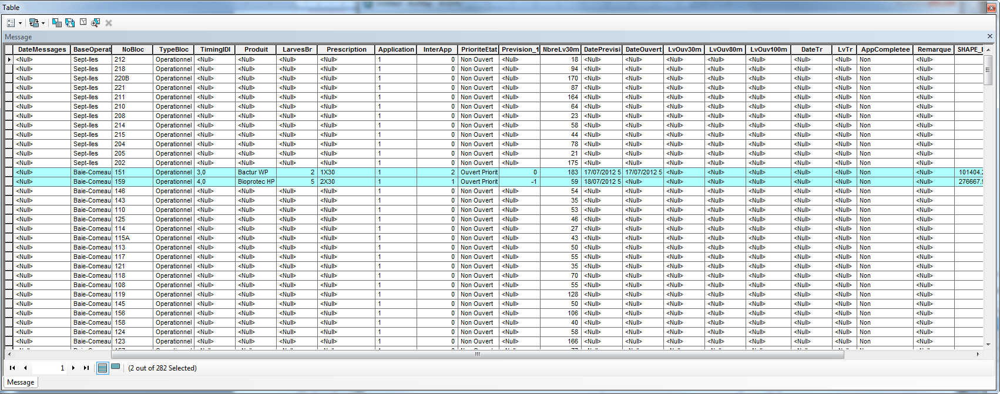 Table
Message
DateMessages BaseOperat NoBloc TypeBloc TimingIDI Produit LarvesBr Prescription Application InterApp PrioriteEtat Prevision_1 NbreLv30m DatePrevisi DateOuvert LvOuv30m LvOuv80m LvOuv100m DateTr LvTr AppCompletee Remarque SHAPE_L
<Null> Sept-Iles 212 Operationnel <Null> <Null> <Null> <Null> 1 0 Non Ouvert <Null> 18 <Null> <Null> <Null> <Null> <Null> <Null> <Null> Non <Null>
<Null> Sept-Iles 218 Operationnel <Null> <Null> <Null> <Null> 1 0 Non Ouvert <Null> 94 <Null> <Null> <Null> <Null> <Null> <Null> <Null> Non <Null>
<Null> Sept-Iles 220B Operationnel <Null> <Null> <Null> <Null> 1 0 Non Ouvert <Null> 170 <Null> <Null> <Null> <Null> <Null> <Null> <Null> Non <Null>
<Null> Sept-Iles 221 Operationnel <Null> <Null> <Null> <Null> 1 0 Non Ouvert <Null> 87 <Null> <Null> <Null> <Null> <Null> <Null> <Null> Non <Null>
<Null> Sept-Iles 211 Operationnel <Null> <Null> <Null> <Null> 1 0 Non Ouvert <Null> 164 <Null> <Null> <Null> <Null> <Null> <Null> <Null> Non <Null>
<Null> Sept-Iles 210 Operationnel <Null> <Null> <Null> <Null> 1 0 Non Ouvert <Null> 64 <Null> <Null> <Null> <Null> <Null> <Null> <Null> Non <Null>
<Null> Sept-Iles 208 Operationnel <Null> <Null> <Null> <Null> 1 0 Non Ouvert <Null> 23 <Null> <Null> <Null> <Null> <Null> <Null> <Null> Non <Null>
<Null> Sept-Iles 214 Operationnel <Null> <Null> <Null> <Null> 1 0 Non Ouvert <Null> 58 <Null> <Null> <Null> <Null> <Null> <Null> <Null> Non <Null>
<Null> Sept-Iles 215 Operationnel <Null> <Null> <Null> <Null> 1 0 Non Ouvert <Null> 44 <Null> <Null> <Null> <Null> <Null> <Null> <Null> Non <Null>
<Null> Sept-Iles 204 Operationnel <Null> <Null> <Null> <Null> 1 0 Non Ouvert <Null> 78 <Null> <Null> <Null> <Null> <Null> <Null> <Null> Non <Null>
<Null> Sept-Iles 205 Operationnel <Null> <Null> <Null> <Null> 1 0 Non Ouvert <Null> 21 <Null> <Null> <Null> <Null> <Null> <Null> <Null> Non <Null>
<Null> Sept-Iles 202 Operationnel <Null> <Null> <Null> <Null> 1 0 Non Ouvert <Null> 175 <Null> <Null> <Null> <Null> <Null> <Null> <Null> Non <Null>
<Null> Baie-Comeau 151 Operationnel 3,0 Bactur WP 2 1X30 1 2 Ouvert Priorit 0 183 17/07/2012 5 17/07/2012 5 <Null> <Null> <Null> <Null> <Null> Non <Null> 101404.2
<Null> Baie-Comeau 159 Operationnel 4,0 Bioprotec HP 5 2X30 1 1 Ouvert Priorit -1 59 18/07/2012 5 <Null> <Null> <Null> <Null> <Null> <Null> Non <Null> 276667.9
<Null> Baie-Comeau 146 Operationnel <Null> <Null> <Null> <Null> 1 0 Non Ouvert <Null> 54 <Null> <Null> <Null> <Null> <Null> <Null> <Null> Non <Null>
<Null> Baie-Comeau 143 Operationnel <Null> <Null> <Null> <Null> 1 0 Non Ouvert <Null> 35 <Null> <Null> <Null> <Null> <Null> <Null> <Null> Non <Null>
<Null> Baie-Comeau 110 Operationnel <Null> <Null> <Null> <Null> 1 0 Non Ouvert <Null> 53 <Null> <Null> <Null> <Null> <Null> <Null> <Null> Non <Null>
<Null> Baie-Comeau 125 Operationnel <Null> <Null> <Null> <Null> 1 0 Non Ouvert <Null> 46 <Null> <Null> <Null> <Null> <Null> <Null> <Null> Non <Null>
<Null> Baie-Comeau 114 Operationnel <Null> <Null> <Null> <Null> 1 0 Non Ouvert <Null> 27 <Null> <Null> <Null> <Null> <Null> <Null> <Null> Non <Null>
<Null> Baie-Comeau 115A Operationnel <Null> <Null> <Null> <Null> 1 0 Non Ouvert <Null> 43 <Null> <Null> <Null> <Null> <Null> <Null> <Null> Non <Null>
<Null> Baie-Comeau 113 Operationnel <Null> <Null> <Null> <Null> 1 0 Non Ouvert <Null> 50 <Null> <Null> <Null> <Null> <Null> <Null> <Null> Non <Null>
<Null> Baie-Comeau 117 Operationnel <Null> <Null> <Null> <Null> 1 0 Non Ouvert <Null> 55 <Null> <Null> <Null> <Null> <Null> <Null> <Null> Non <Null>
<Null> Baie-Comeau 121 Operationnel <Null> <Null> <Null> <Null> 1 0 Non Ouvert <Null> 35 <Null> <Null> <Null> <Null> <Null> <Null> <Null> Non <Null>
<Null> Baie-Comeau 118 Operationnel <Null> <Null> <Null> <Null> 1 0 Non Ouvert <Null> 70 <Null> <Null> <Null> <Null> <Null> <Null> <Null> Non <Null>
<Null> Baie-Comeau 108 Operationnel <Null> <Null> <Null> <Null> 1 0 Non Ouvert <Null> 55 <Null> <Null> <Null> <Null> <Null> <Null> <Null> Non <Null>
<Null> Baie-Comeau 119 Operationnel <Null> <Null> <Null> <Null> 1 0 Non Ouvert <Null> 128 <Null> <Null> <Null> <Null> <Null> <Null> <Null> Non <Null>
<Null> Baie-Comeau 145 Operationnel <Null> <Null> <Null> <Null> 1 0 Non Ouvert <Null> 50 <Null> <Null> <Null> <Null> <Null> <Null> <Null> Non <Null>
<Null> Baie-Comeau 156 Operationnel <Null> <Null> <Null> <Null> 1 0 Non Ouvert <Null> 106 <Null> <Null> <Null> <Null> <Null> <Null> <Null> Non <Null>
<Null> Baie-Comeau 158 Operationnel <Null> <Null> <Null> <Null> 1 0 Non Ouvert <Null> 40 <Null> <Null> <Null> <Null> <Null> <Null> <Null> Non <Null>
<Null> Baie-Comeau 124 Operationnel <Null> <Null> <Null> <Null> 1 0 Non Ouvert <Null> 58 <Null> <Null> <Null> <Null> <Null> <Null> <Null> Non <Null>
<Null> Baie-Comeau 123 Operationnel <Null> <Null> <Null> <Null> 1 0 Non Ouvert <Null> 166 <Null> <Null> <Null> <Null> <Null> <Null> <Null> Non <Null>
1 (2 out of 282 Selected)
Message